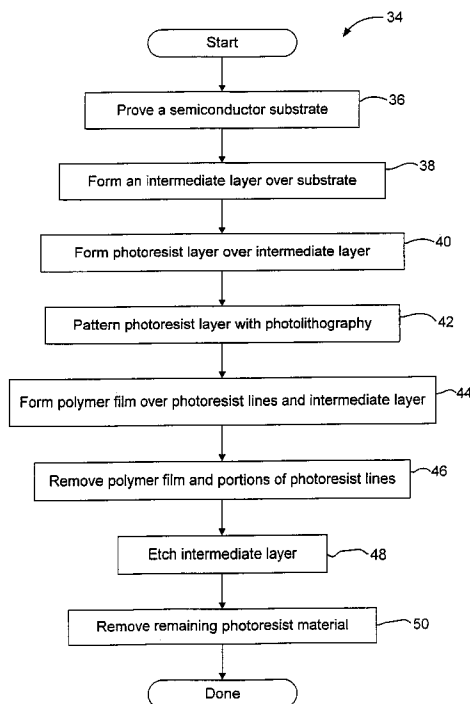 34
Start
Prove a semiconductor substrate
36
Form an intermediate layer over substrate
38
Form photoresist layer over intermediate layer
40
Pattern photoresist layer with photolithography
42
Form polymer film over photoresist lines and intermediate layer
44
Remove polymer film and portions of photoresist lines
46
Etch intermediate layer
48
Remove remaining photoresist material
50
Done